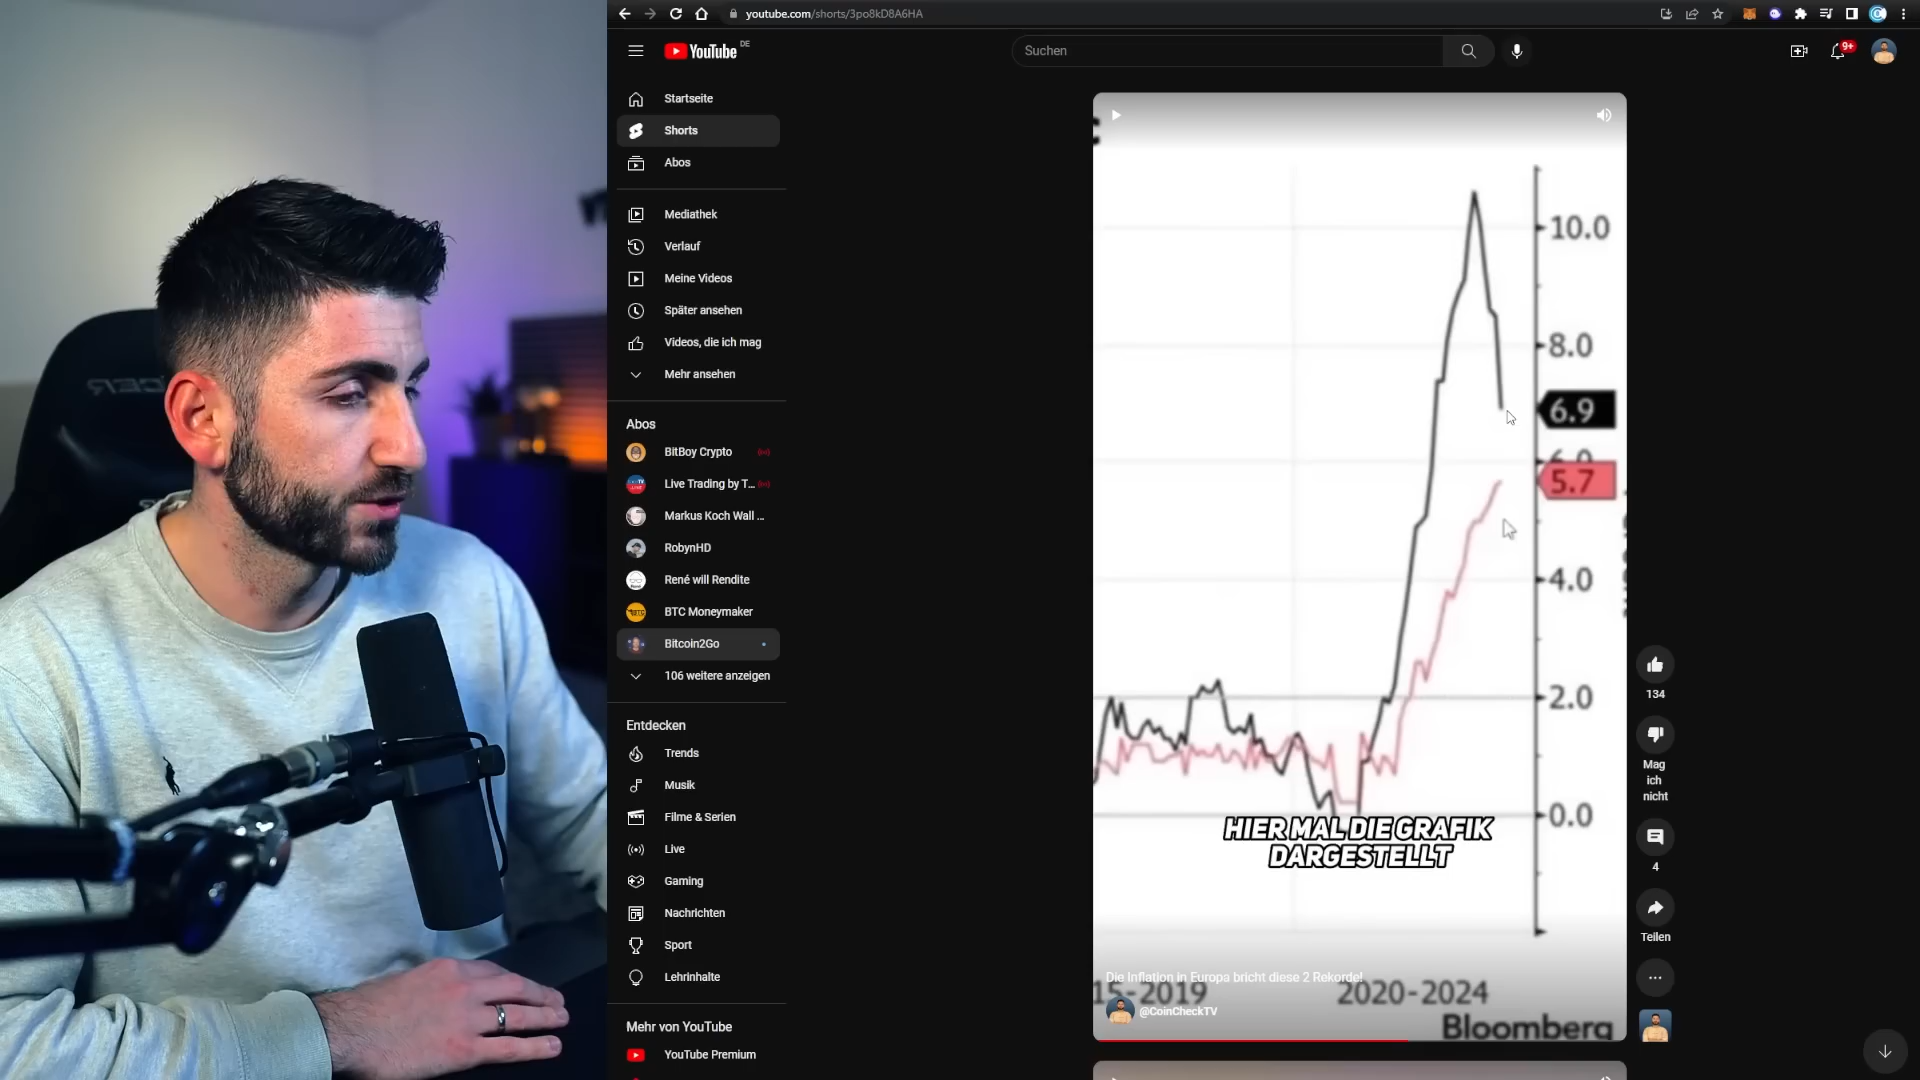 youtube.com/shorts/3po8kD8A6HA
YouTube DE
Suchen
9+
Startseite
Shorts
Abos
Mediathek
Verlauf
Meine Videos
Später ansehen
Videos, die ich mag
Mehr ansehen
Abos
BitBoy Crypto
Live Trading by T...
Markus Koch Wall ...
RobynHD
René will Rendite
BTC Moneymaker
Bitcoin2Go
106 weitere anzeigen
Entdecken
Trends
Musik
Filme & Serien
Live
Gaming
Nachrichten
Sport
Lehrinhalte
Mehr von YouTube
YouTube Premium
10.0
8.0
6.9
6.0
5.7
4.0
2.0
0.0
HIER MAL DIE GRAFIK
DARGESTELLT
Die Inflation in Europa bricht diese 2 Rekorde!
15-2019 2020-2024
@CoinCheckTV
Bloomberg
134
Mag
ich
nicht
4
Teilen